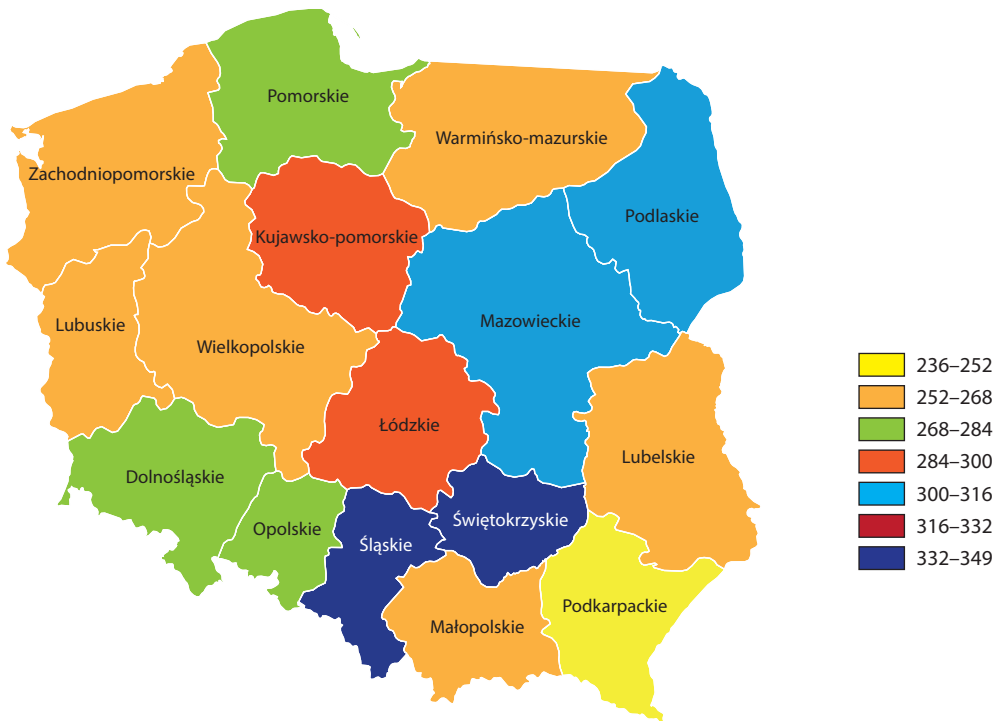 Pomorskie
Warmińsko-mazurskie
Zachodniopomorskie
Podlaskie
Kujawsko-pomorskie
Lubuskie
Mazowieckie
Wielkopolskie
Łódzkie
Lubelskie
Dolnośląskie
Opolskie
Świętokrzyskie
Śląskie
Podkarpackie
Małopolskie
236–252
252–268
268–284
284–300
300–316
316–332
332–349